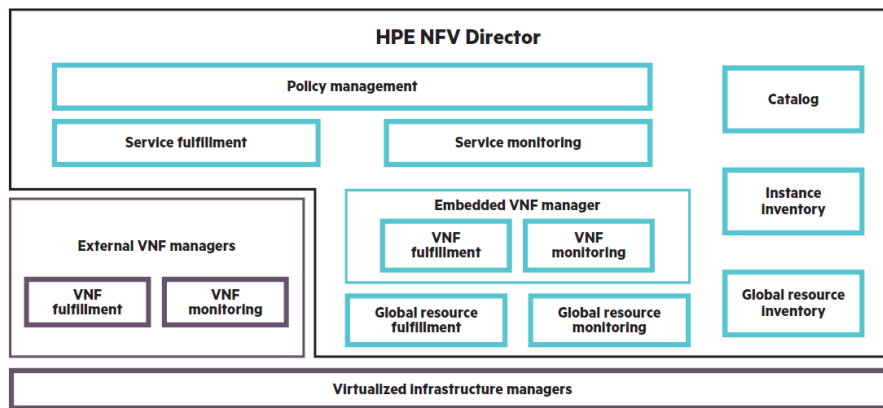 HPE NFV Director
Policy management
Catalog
Service fulfillment
Service monitoring
Instance
inventory
Embedded VNF manager
VNF
fulfillment
VNF
monitoring
External VNF managers
VNF
fulfillment
VNF
monitoring
Global resource
fulfillment
Global resource
monitoring
Global resource
inventory
Virtualized infrastructure managers